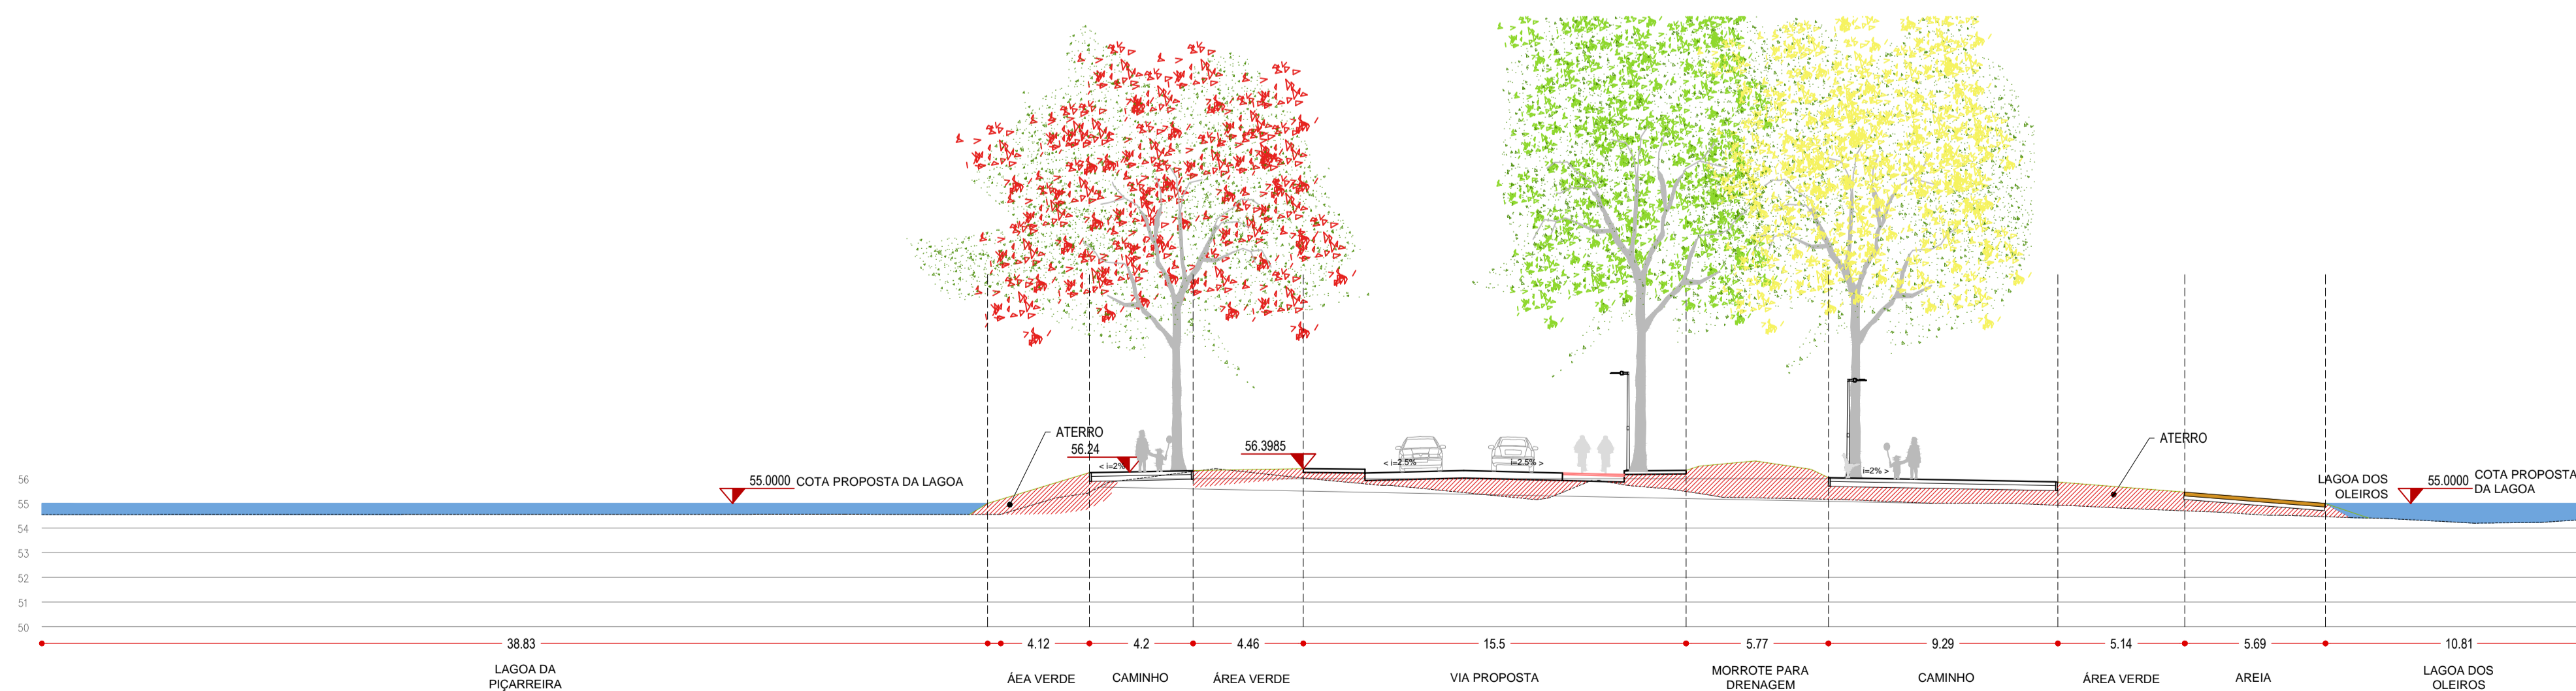 ATERRO
56.24
56.3985
< i=2%
< i=2.5%
i=2.5% >
i=2% >
ATERRO
55.0000 COTA PROPOSTA DA LAGOA
LAGOA DOS
OLEIROS
55.0000 COTA PROPOSTA
DA LAGOA
56
55
54
53
52
51
50
38.83 4.12 4.2 4.46 15.5 5.77 9.29 5.14 5.69 10.81
LAGOA DA
PIÇARREIRA
ÁEA VERDE
CAMINHO
ÁREA VERDE
VIA PROPOSTA
MORROTE PARA
DRENAGEM
CAMINHO
ÁREA VERDE
AREIA
LAGOA DOS
OLEIROS